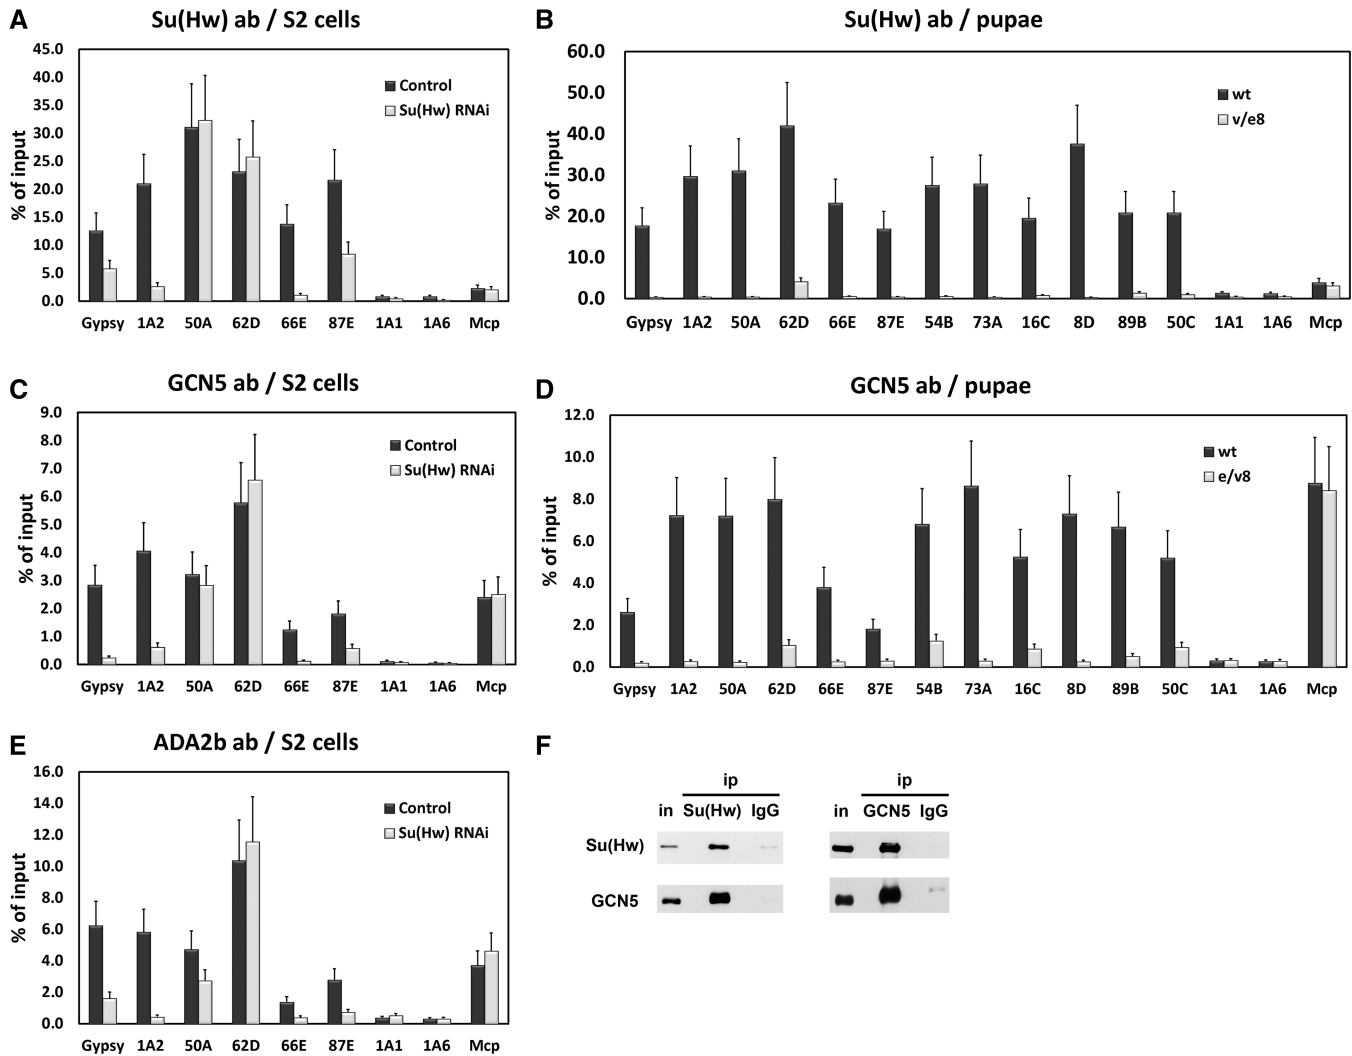 A
Su(Hw) ab / S2 cells
% of input
45.0
40.0
35.0
30.0
25.0
20.0
15.0
10.0
5.0
0.0
Control
Su(Hw) RNAi
Gypsy 1A2 50A 62D 66E 87E 1A1 1A6 Mcp
B
Su(Hw) ab / pupae
% of input
60.0
50.0
40.0
30.0
20.0
10.0
0.0
wt
v/e8
Gypsy 1A2 50A 62D 66E 87E 54B 73A 16C 8D 89B 50C 1A1 1A6 Mcp
C
GCN5 ab / S2 cells
% of input
9.0
8.0
7.0
6.0
5.0
4.0
3.0
2.0
1.0
0.0
Control
Su(Hw) RNAi
Gypsy 1A2 50A 62D 66E 87E 1A1 1A6 Mcp
D
GCN5 ab / pupae
% of input
12.0
10.0
8.0
6.0
4.0
2.0
0.0
wt
e/v8
Gypsy 1A2 50A 62D 66E 87E 54B 73A 16C 8D 89B 50C 1A1 1A6 Mcp
E
ADA2b ab / S2 cells
% of input
16.0
14.0
12.0
10.0
8.0
6.0
4.0
2.0
0.0
Control
Su(Hw) RNAi
Gypsy 1A2 50A 62D 66E 87E 1A1 1A6 Mcp
F
ip
in Su(Hw) IgG
ip
in GCN5 IgG
Su(Hw)
GCN5